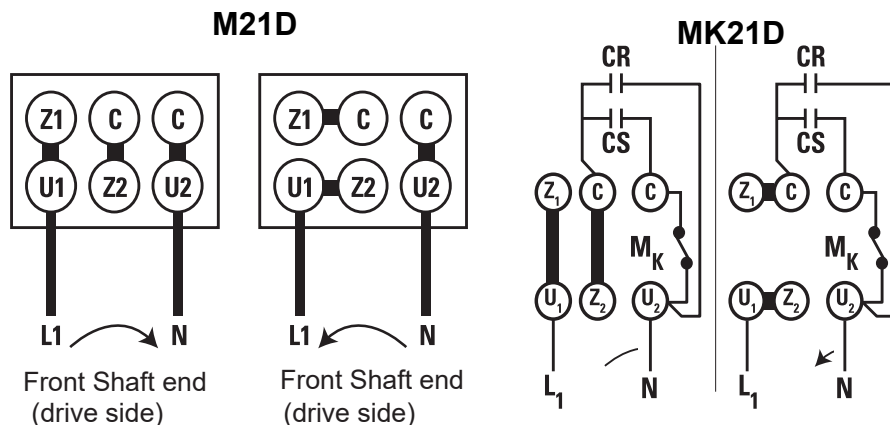 M21D
Z1 C C
U1 Z2 U2
L1 N
Front Shaft end
(drive side)
Z1 C C
U1 Z2 U2
L1 N
Front Shaft end
(drive side)
MK21D
CR
CS
Z1 C C
MK
U1 Z2 U2
L1 N
CR
CS
Z1 C C
MK
U1 Z2 U2
L1 N